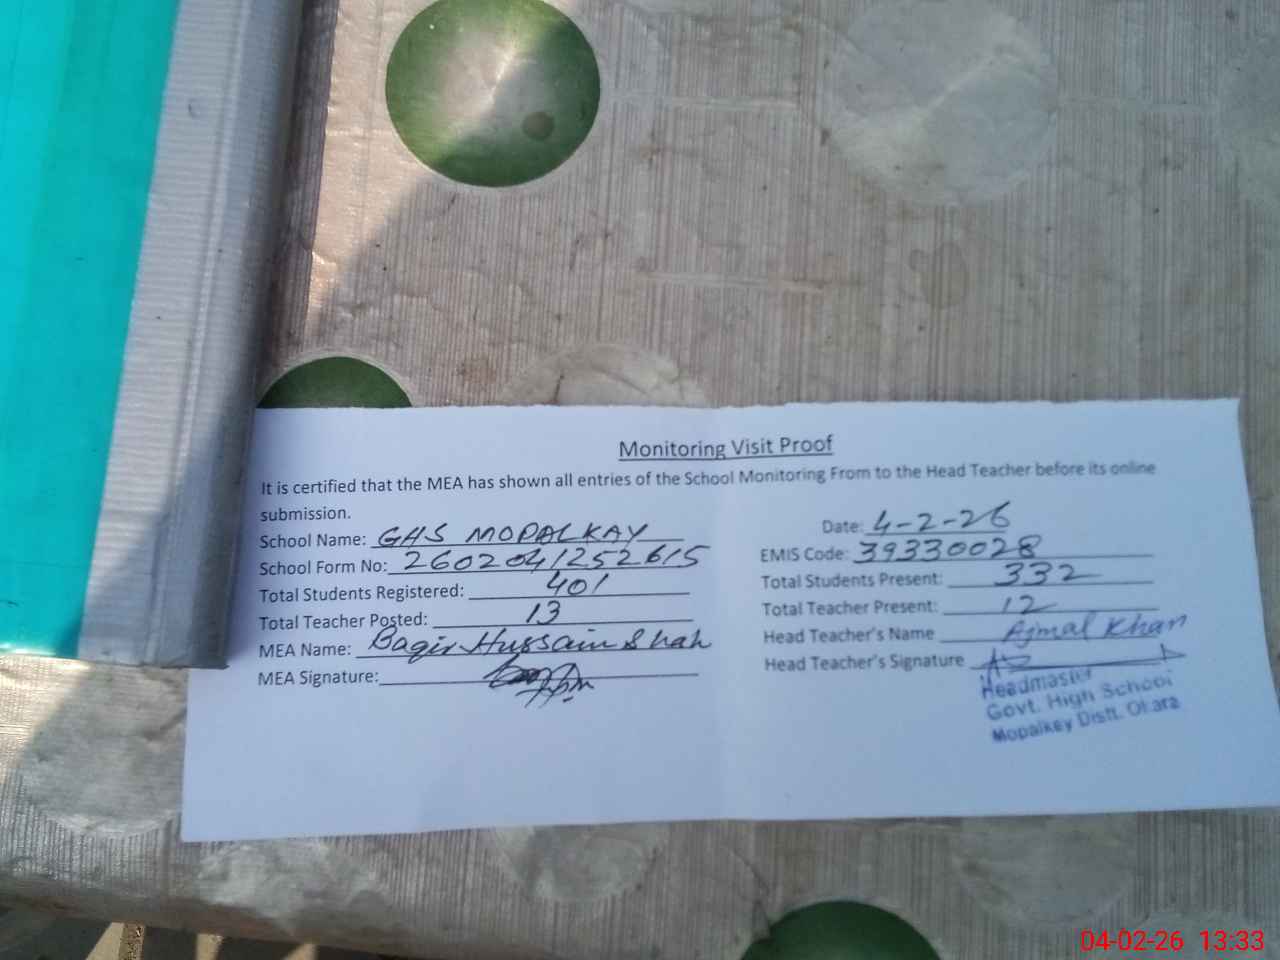 Monitoring Visit Proof
It is certified that the MEA has shown all entries of the School Monitoring From to the Head Teacher before its online
submission.
School Name: GHS MOPALKAY
Date: 4-2-26
School Form No: 2602041252615
EMIS Code: 39330028
Total Students Registered: 401
Total Students Present: 332
Total Teacher Posted: 13
Total Teacher Present: 12
MEA Name: Baqir Hussain Shah
Head Teacher's Name Ajmal Khan
MEA Signature:
Head Teacher's Signature
Headmaster
Govt. High School
Mopalkey Distt. Okara
04-02-26 13:33